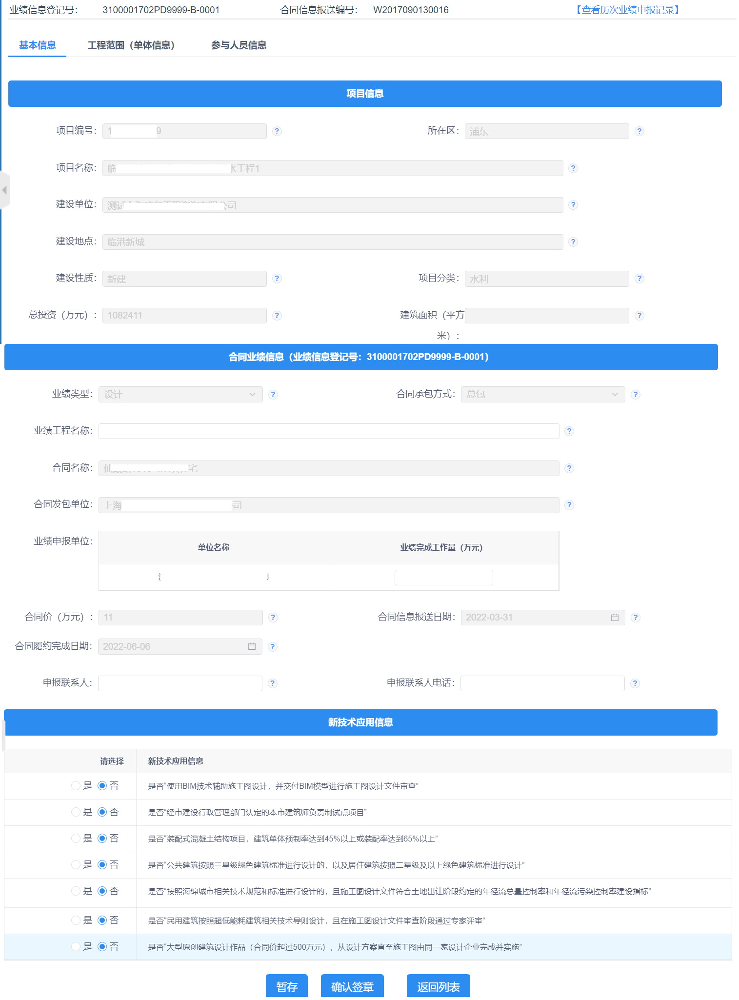 业绩信息登记号： 3100001702PD9999-B-0001 合同信息报送编号： W2017090130016 【查看历次业绩申报记录】
基本信息 工程范围（单体信息） 参与人员信息
项目信息
项目编号： 1 9 ? 所在区： 浦东 ?
项目名称： 临 水工程1 ?
建设单位： 测试 公司 ?
建设地点： 临港新城 ?
建设性质： 新建 ? 项目分类： 水利 ?
总投资（万元）： 1082411 ? 建筑面积（平方 ?
米）：
合同业绩信息（业绩信息登记号：3100001702PD9999-B-0001）
业绩类型： 设计 ? 合同承包方式： 总包 ?
业绩工程名称： ?
合同名称： 仙 宅 ?
合同发包单位： 上海 司 ?
业绩申报单位：
单位名称 业绩完成工作量（万元）
合同价（万元）： 11 ? 合同信息报送日期： 2022-03-31 ?
合同履约完成日期： 2022-06-06 ?
申报联系人： ? 申报联系人电话： ?
新技术应用信息
请选择 新技术应用信息
是 否 是否“使用BIM技术辅助施工图设计，并交付BIM模型进行施工图设计文件审查”
是 否 是否“经市建设行政管理部门认定的本市建筑师负责制试点项目”
是 否 是否“装配式混凝土结构项目，建筑单体预制率达到45%以上或装配率达到65%以上”
是 否 是否“公共建筑按照三星级绿色建筑标准进行设计的，以及居住建筑按照二星级及以上绿色建筑标准进行设计”
是 否 是否“按照海绵城市相关技术规范和标准进行设计的，且施工图设计文件符合土地出让阶段约定的年径流总量控制率和年径流污染控制率建设指标”
是 否 是否“民用建筑按照超低能耗建筑相关技术导则设计，且在施工图设计文件审查阶段通过专家评审”
是 否 是否“大型原创建筑设计作品（合同价超过500万元），从设计方案直至施工图由同一家设计企业完成并实施”
暂存 确认签章 返回列表